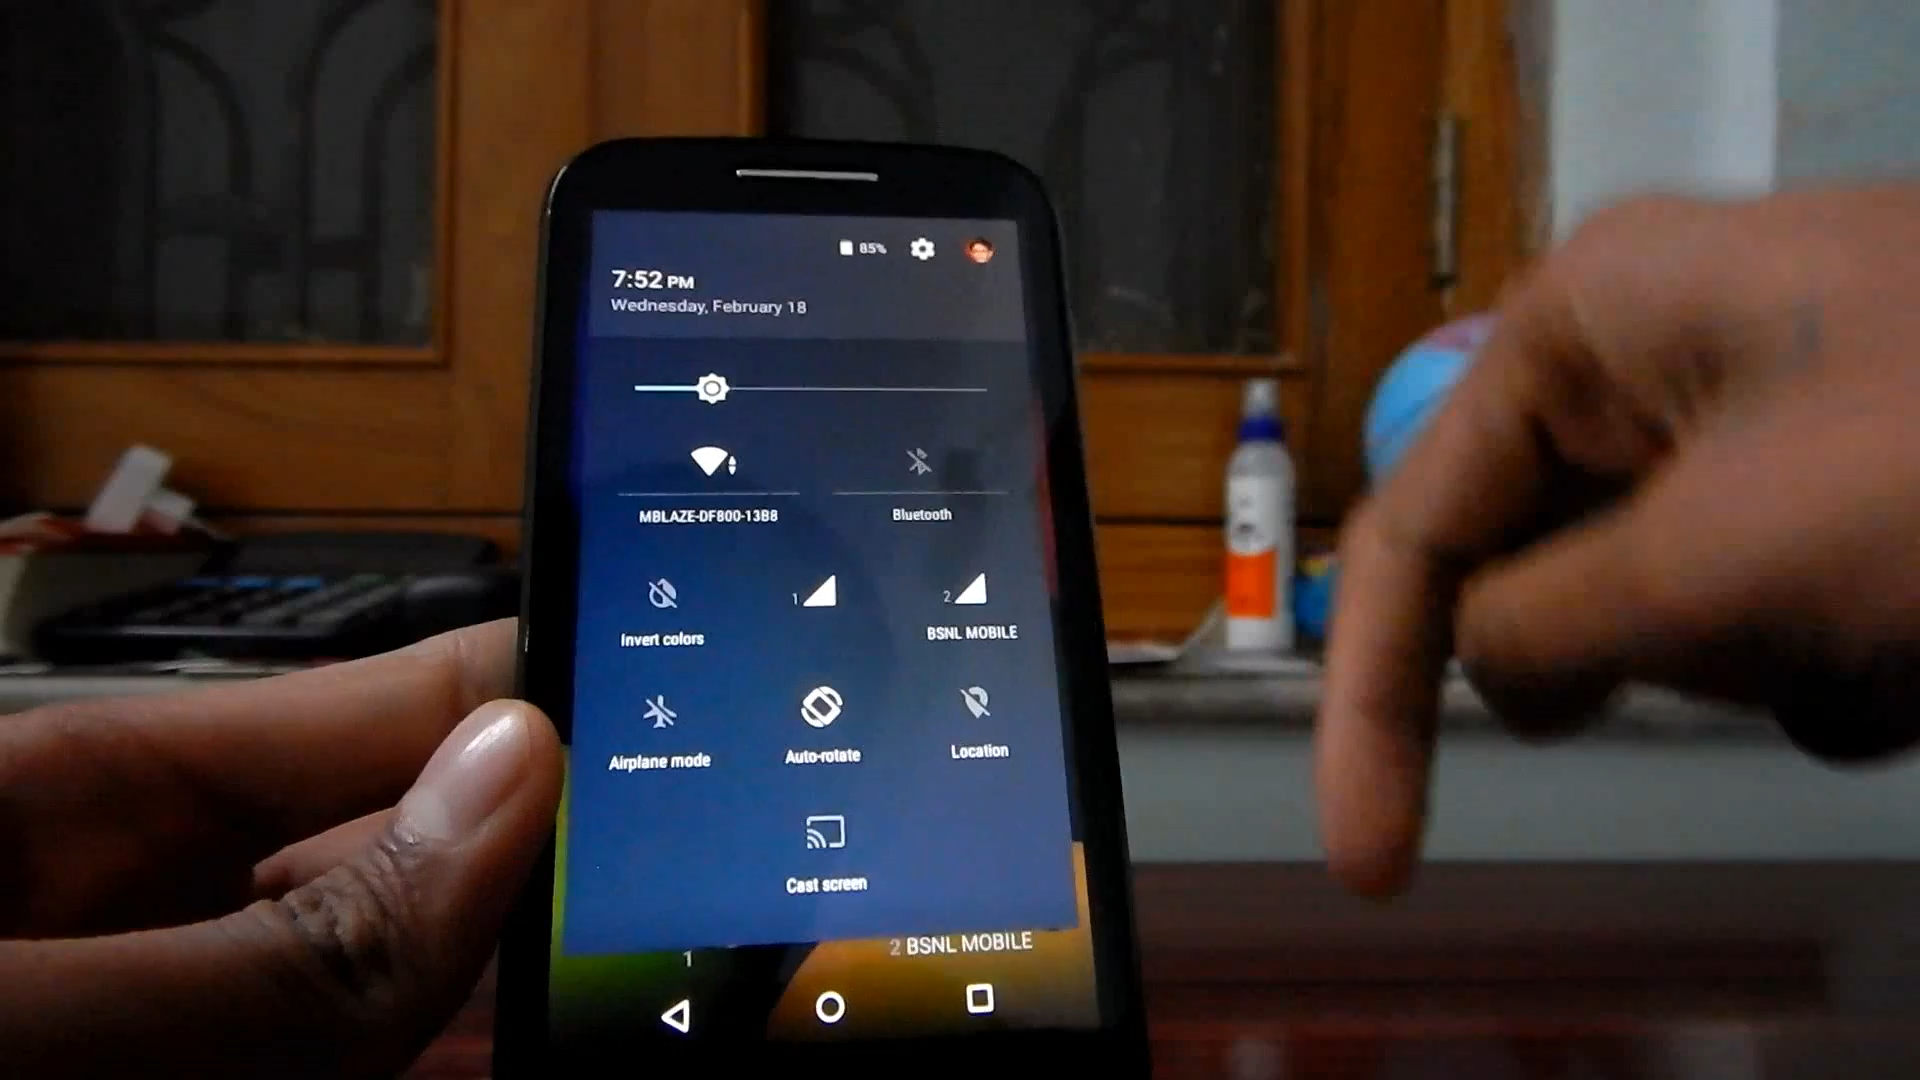 85%
7:52 PM
Wednesday, February 18
MBLAZE-DF800-13B8
Bluetooth
Invert colors
1
2
BSNL MOBILE
Airplane mode
Auto-rotate
Location
Cast screen
1
2 BSNL MOBILE